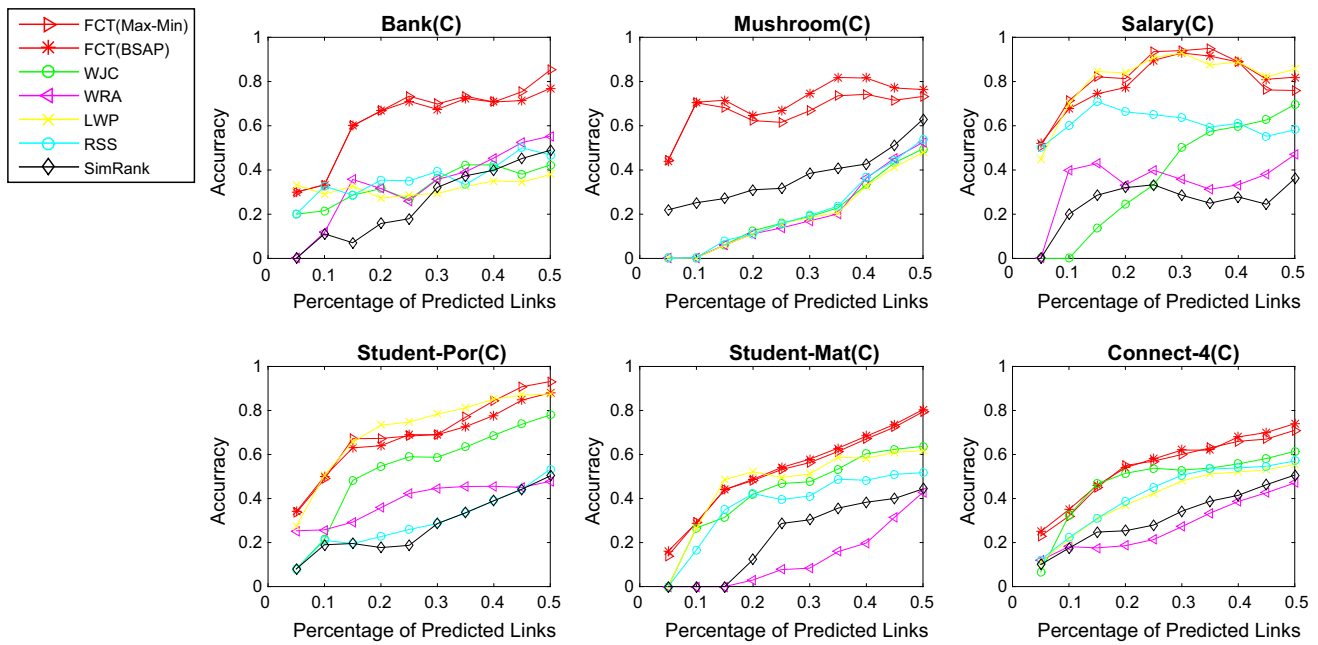 FCT(Max-Min)
FCT(BSAP)
WJC
WRA
LWP
RSS
SimRank
Bank(C)
1
0.8
0.6
0.4
0.2
0
0 0.1 0.2 0.3 0.4 0.5
Accurracy
Percentage of Predicted Links
Mushroom(C)
1
0.8
0.6
0.4
0.2
0
0 0.1 0.2 0.3 0.4 0.5
Accurracy
Percentage of Predicted Links
Salary(C)
1
0.8
0.6
0.4
0.2
0
0 0.1 0.2 0.3 0.4 0.5
Accurracy
Percentage of Predicted Links
Student-Por(C)
1
0.8
0.6
0.4
0.2
0
0 0.1 0.2 0.3 0.4 0.5
Accurracy
Percentage of Predicted Links
Student-Mat(C)
1
0.8
0.6
0.4
0.2
0
0 0.1 0.2 0.3 0.4 0.5
Accurracy
Percentage of Predicted Links
Connect-4(C)
1
0.8
0.6
0.4
0.2
0
0 0.1 0.2 0.3 0.4 0.5
Accurracy
Percentage of Predicted Links